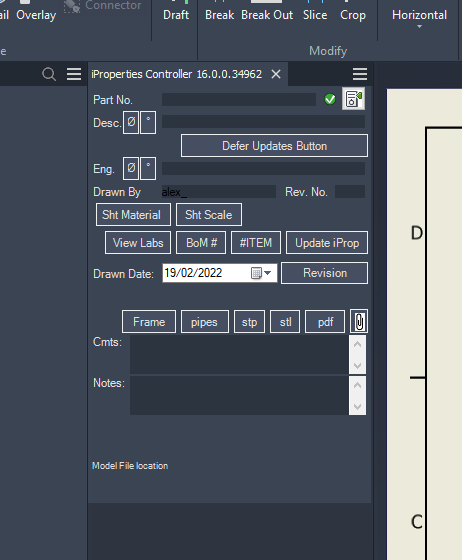 Connector
ail Overlay Draft Break Break Out Slice Crop Horizontal
e Modify
iProperties Controller 16.0.0.34962
Part No.
Desc. Ø °
Defer Updates Button
Eng. Ø °
Drawn By alex_ Rev. No.
Sht Material Sht Scale
View Labs BoM # #ITEM Update iProp
Drawn Date: 19/02/2022 Revision
Frame pipes stp stl pdf
Cmts:
Notes:
Model File location
D
C